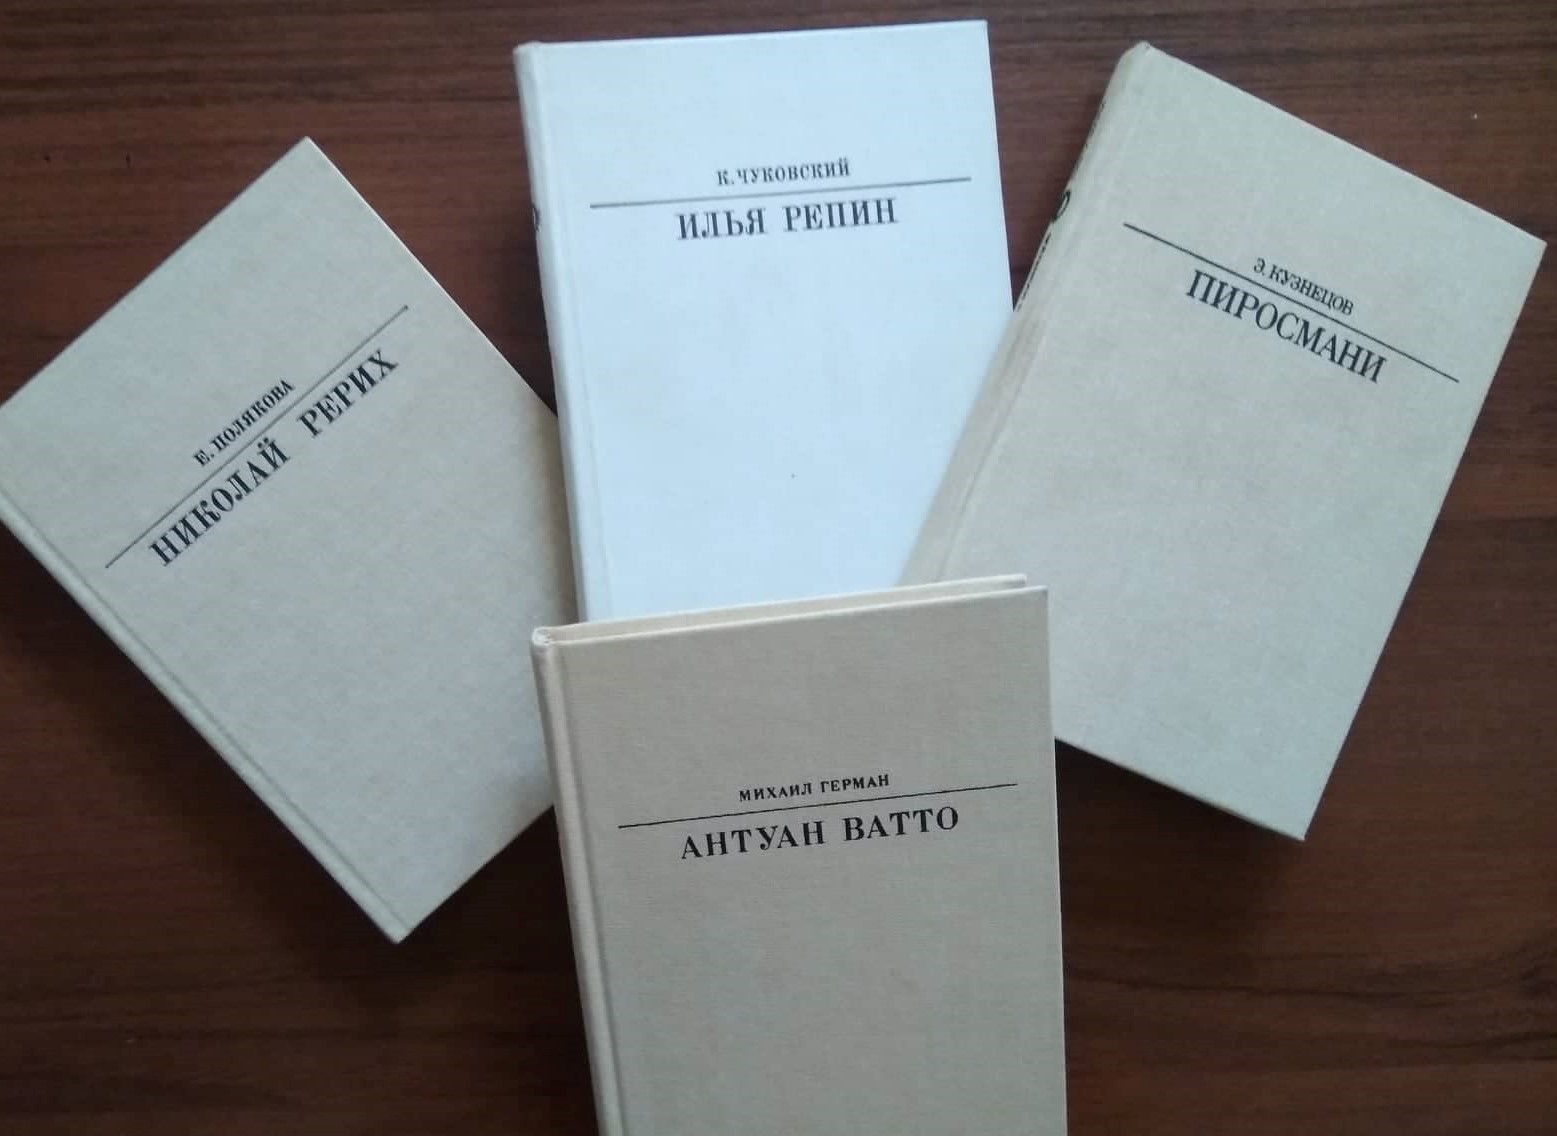 Е. ПОЛЯКОВА
НИКОЛАЙ РЕРИХ
К. ЧУКОВСКИЙ
ИЛЬЯ РЕПИН
Э. КУЗНЕЦОВ
ПИРОСМАНИ
МИХАИЛ ГЕРМАН
АНТУАН ВАТТО